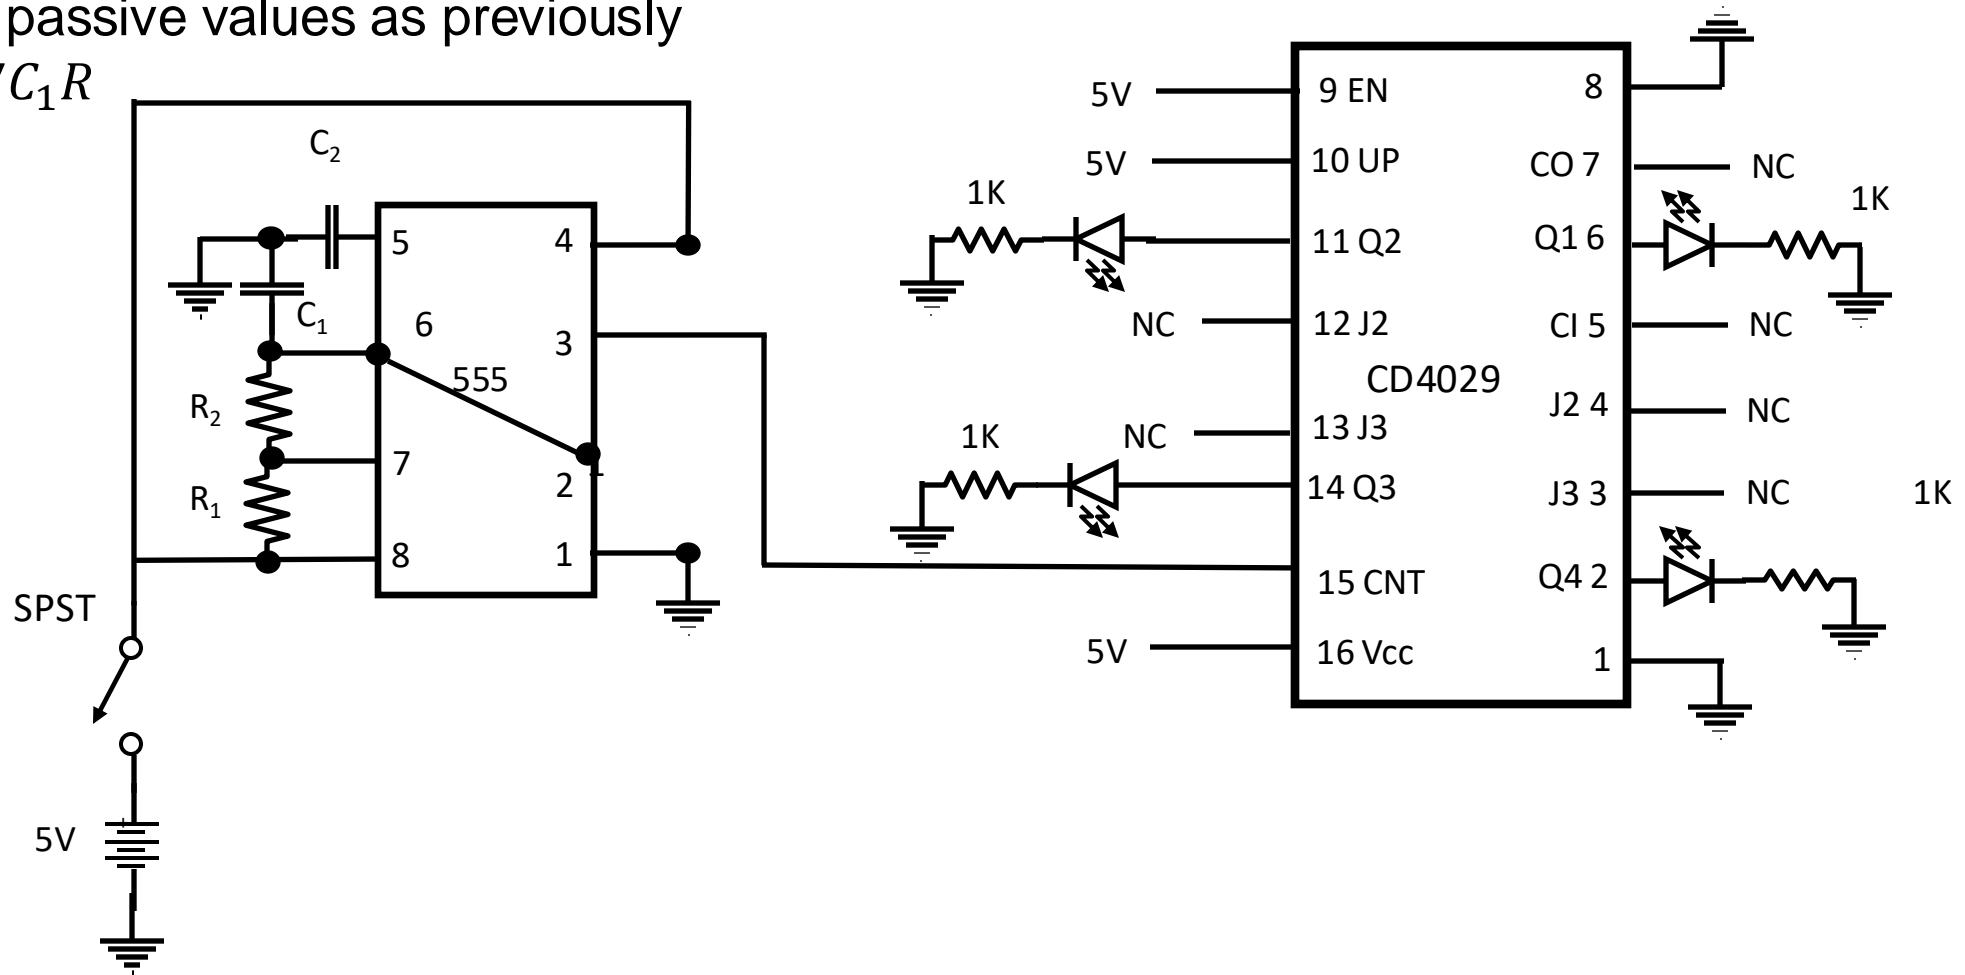 passive values as previously
C₁R
C₂
5
4
6
3
C₁
555
R₂
7
2
R₁
8
1
SPST
5V
5V
9 EN
8
5V
10 UP
CO 7
NC
1K
1K
11 Q2
Q1 6
NC
12 J2
CI 5
NC
CD4029
J2 4
NC
1K
NC
13 J3
14 Q3
J3 3
NC
1K
15 CNT
Q4 2
5V
16 Vcc
1